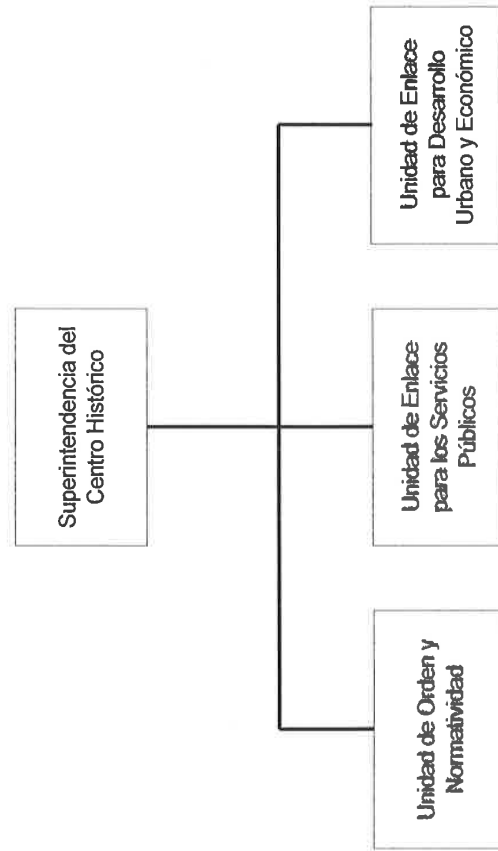 Superintendencia del
Centro Histórico
Unidad de Orden y
Normatividad
Unidad de Enlace
para los Servicios
Públicos
Unidad de Enlace
para Desarrollo
Urbano y Económico